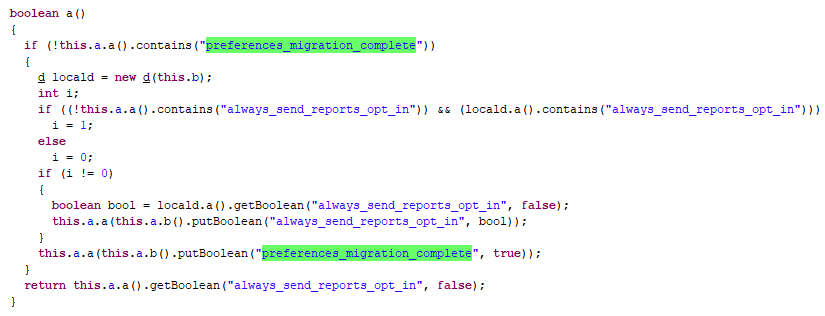 boolean a()
{
  if (!this.a.a().contains("preferences_migration_complete"))
  {
    d locald = new d(this.b);
    int i;
    if ((!this.a.a().contains("always_send_reports_opt_in")) && (locald.a().contains("always_send_reports_opt_in")))
      i = 1;
    else
      i = 0;
    if (i != 0)
    {
      boolean bool = locald.a().getBoolean("always_send_reports_opt_in", false);
      this.a.a(this.a.b().putBoolean("always_send_reports_opt_in", bool));
    }
    this.a.a(this.a.b().putBoolean("preferences_migration_complete", true));
  }
  return this.a.a().getBoolean("always_send_reports_opt_in", false);
}